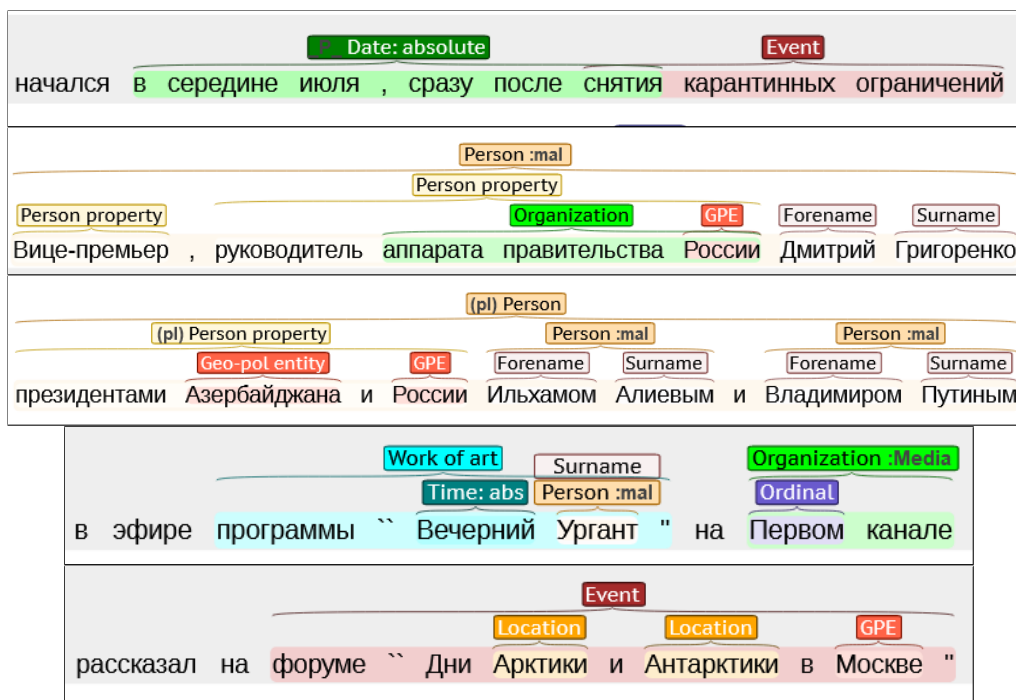 P Date: absolute Event
начался в середине июля , сразу после снятия карантинных ограничений
Person :mal
Person property
Person property Organization GPE Forename Surname
Вице-премьер , руководитель аппарата правительства России Дмитрий Григоренко
(pl) Person
(pl) Person property Person :mal Person :mal
Geo-pol entity GPE Forename Surname Forename Surname
президентами Азербайджана и России Ильхамом Алиевым и Владимиром Путиным
Work of art Surname Organization :Media
Time: abs Person :mal Ordinal
в эфире программы `` Вечерний Ургант " на Первом канале
Event
Location Location GPE
рассказал на форуме `` Дни Арктики и Антарктики в Москве "